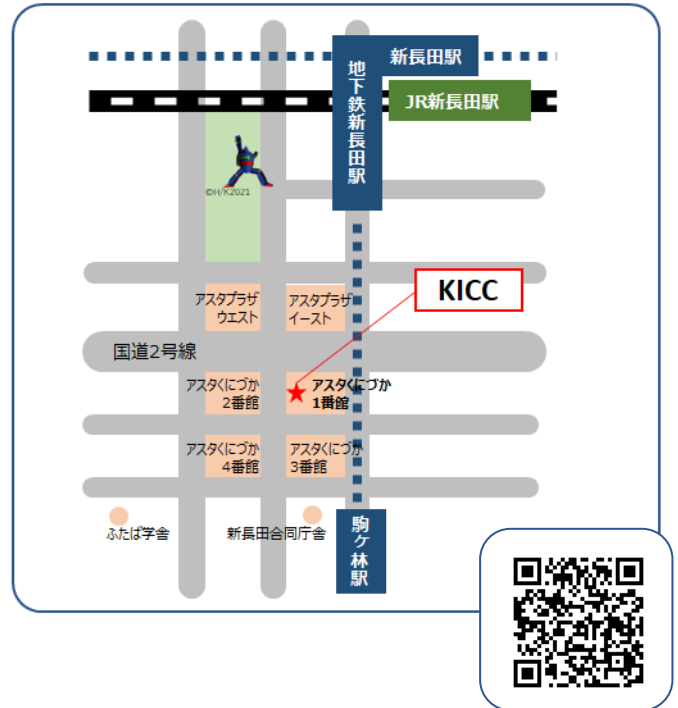 新長田駅
JR新長田駅
地下鉄新長田駅
©H/K2021
KICC
アスタプラザ
ウエスト
アスタプラザ
イースト
国道2号線
アスタくにづか
2番館
アスタくにづか
1番館
アスタくにづか
4番館
アスタくにづか
3番館
ふたば学舎
新長田合同庁舎
駒ケ林駅